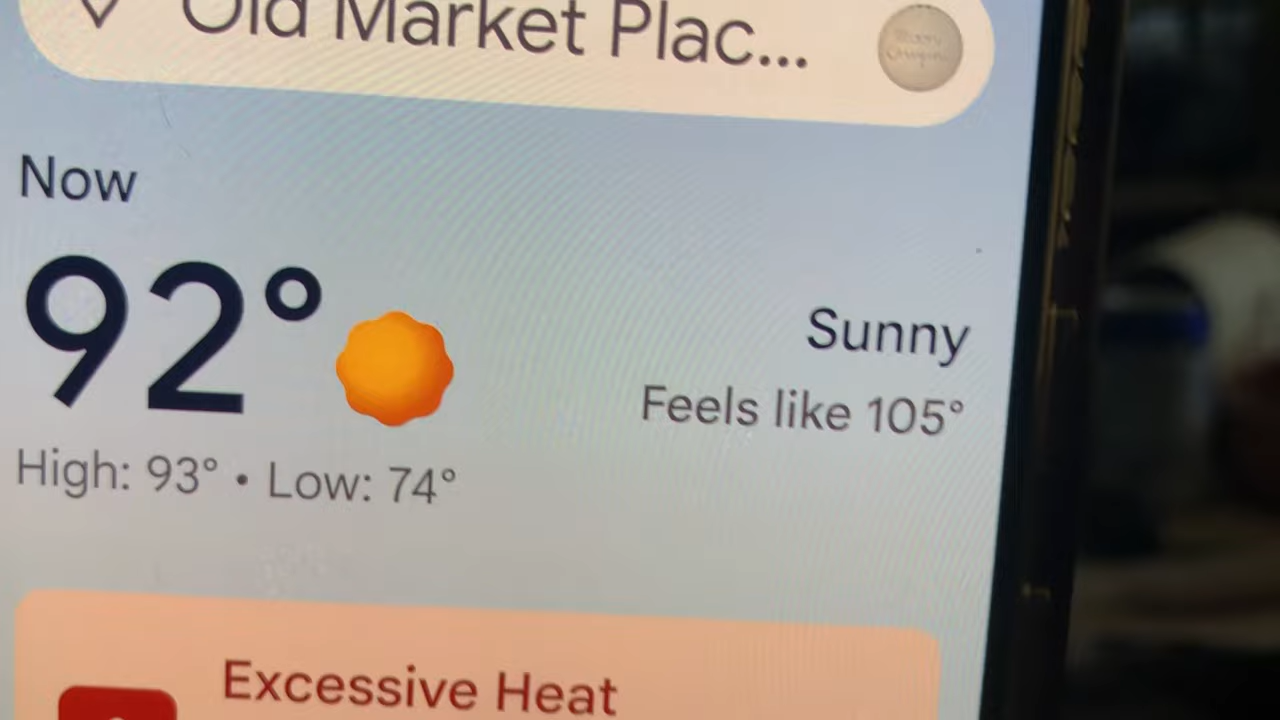 Old Market Plac...
Now
92°
Sunny
Feels like 105°
High: 93° • Low: 74°
Excessive Heat